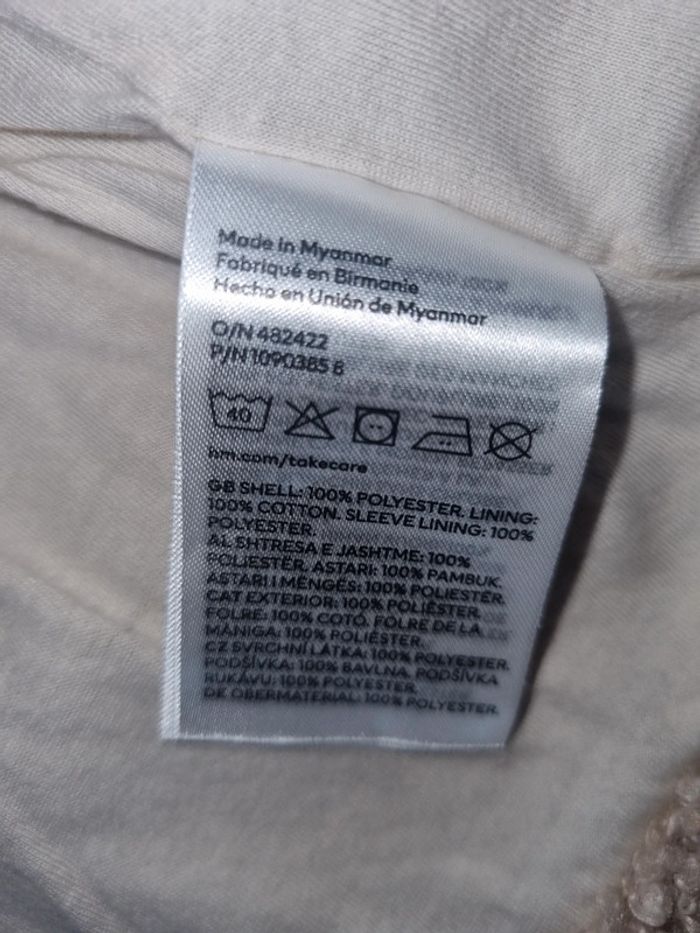 Made in Myanmar
Fabriqué en Birmanie
Hecho en Unión de Myanmar
O/N 482422
P/N 1090385 6
40
hm.com/takecare
GB SHELL: 100% POLYESTER. LINING:
100% COTTON. SLEEVE LINING: 100%
POLYESTER.
AL SHTRESA E JASHTME: 100%
POLIESTËR. ASTARI: 100% PAMBUK.
ASTARI I MËNGËS: 100% POLIESTËR.
CAT EXTERIOR: 100% POLIÈSTER.
FOLRE: 100% COTÓ. FOLRE DE LA
MÀNIGA: 100% POLIÈSTER.
CZ SVRCHNÍ LÁTKA: 100% POLYESTER.
PODŠÍVKA: 100% BAVLNA. PODŠÍVKA
RUKÁVU: 100% POLYESTER.
DE OBERMATERIAL: 100% POLYESTER.